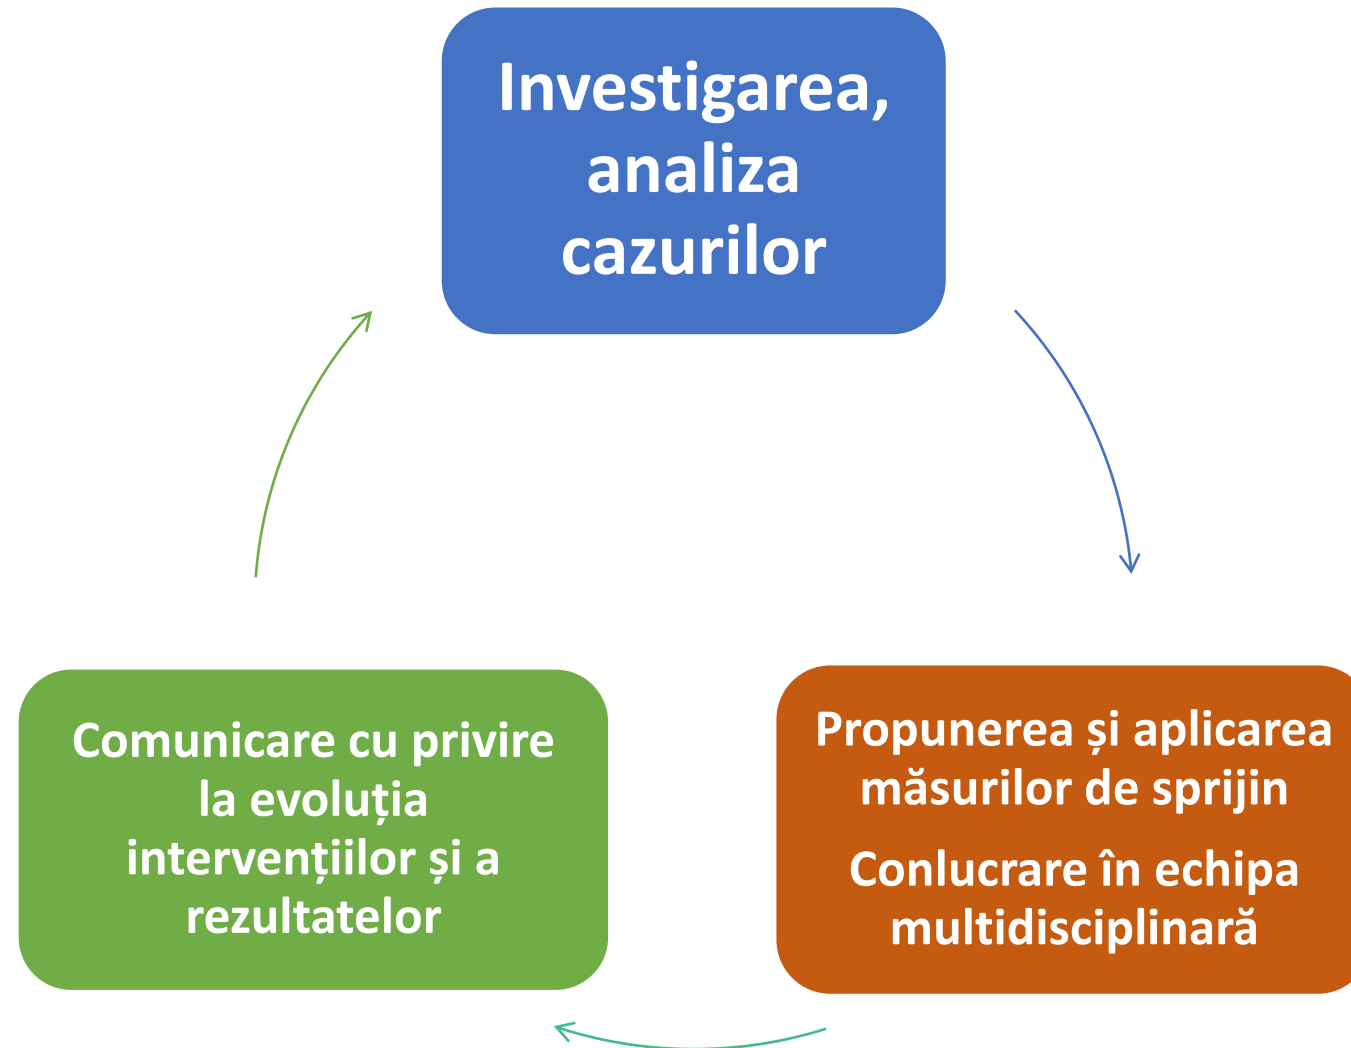 Investigarea,
analiza
cazurilor
Propunerea și aplicarea
măsurilor de sprijin
Conlucrare în echipa
multidisciplinară
Comunicare cu privire
la evoluția
intervențiilor și a
rezultatelor